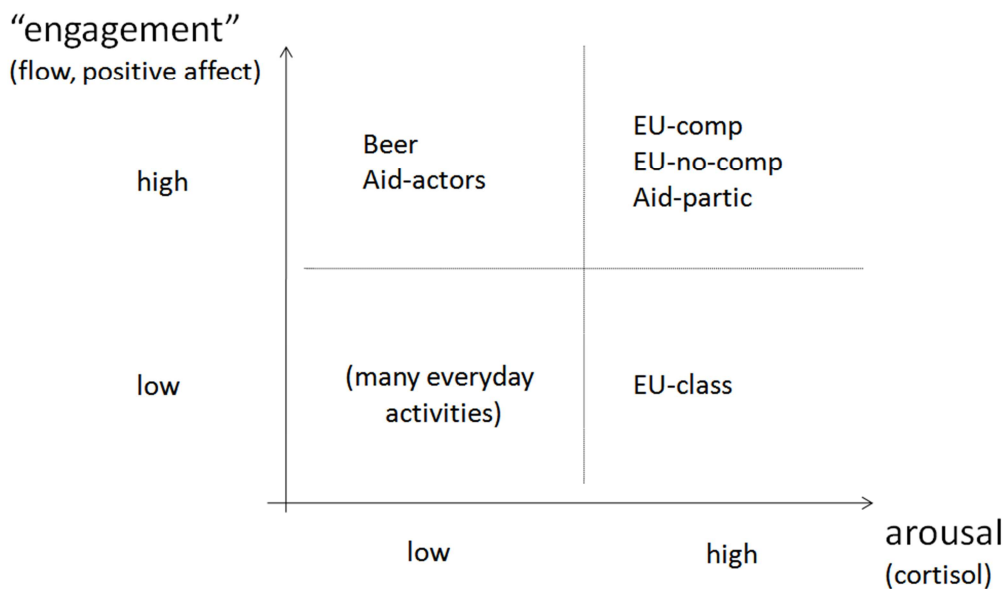 “engagement”
(flow, positive affect)
high
Beer
Aid-actors
EU-comp
EU-no-comp
Aid-partic
low
(many everyday
activities)
EU-class
low
high
arousal
(cortisol)